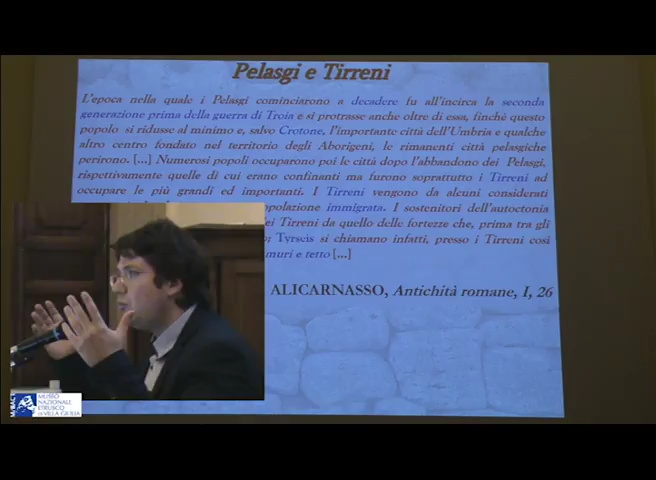 Pelasgi e Tirreni
L'epoca nella quale i Pelasgi cominciarono a decadere fu all'incirca la seconda
generazione prima della guerra di Troia e si protrasse anche oltre di essa, finché questo
popolo si ridusse al minimo e, salvo Crotone, l'importante città dell'Umbria e qualche
altro centro fondato nel territorio degli Aborigeni, le rimanenti città pelasgiche
perirono. [...] Numerosi popoli occuparono poi le città dopo l'abbandono dei Pelasgi,
rispettivamente quelle di cui erano confinanti ma furono soprattutto i Tirreni ad
occupare le più grandi ed importanti. I Tirreni vengono da alcuni considerati
opolazione immigrata. I sostenitori dell'autoctonia
ei Tirreni da quello delle fortezze che, prima tra gli
o; Tyrseis si chiamano infatti, presso i Tirreni così
muri e tetto [...]
ALICARNASSO, Antichità romane, I, 26
MiBAC
MUSEO
NAZIONALE
ETRUSCO
DI VILLA GIULIA